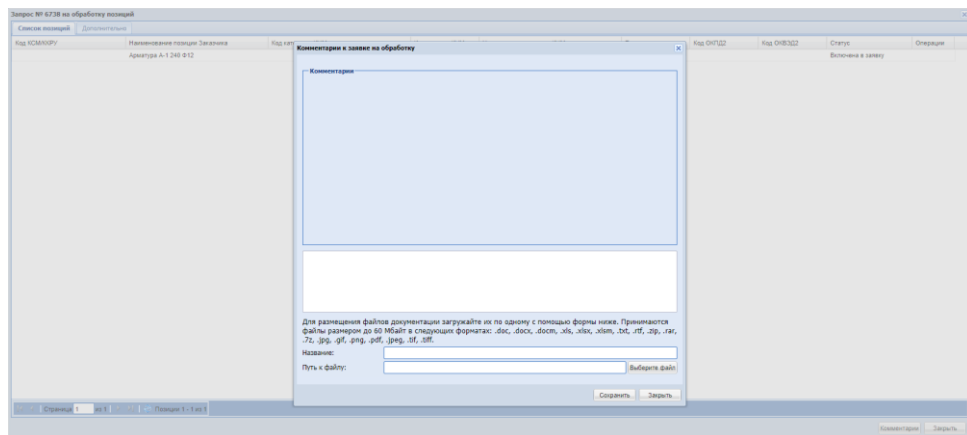 Запрос № 6738 на обработку позиций
Список позиций
Дополнительно
Наименование позиции Заказчика
Код ОКПД2
Код ОКВЭД2
Статус
Операции
Арматура А-1 240 Ф12
Включена в заявку
Комментарии к заявке на обработку
Комментарии
Для размещения файлов документации загружайте их по одному с помощью формы ниже. Принимаются
файлы размером до 60 Мбайт в следующих форматах: .doc, .docx, .docm, .xls, .xlsx, .xlsm, .txt, .rtf, .zip, .rar,
.7z, .jpg, .gif, .png, .pdf, .jpeg, .tif, .tiff.
Название:
Путь к файлу:
Выберите файл
Сохранить
Закрыть
Страница 1 из 1
Позиции 1 - 1 из 1
Комментарии
Закрыть